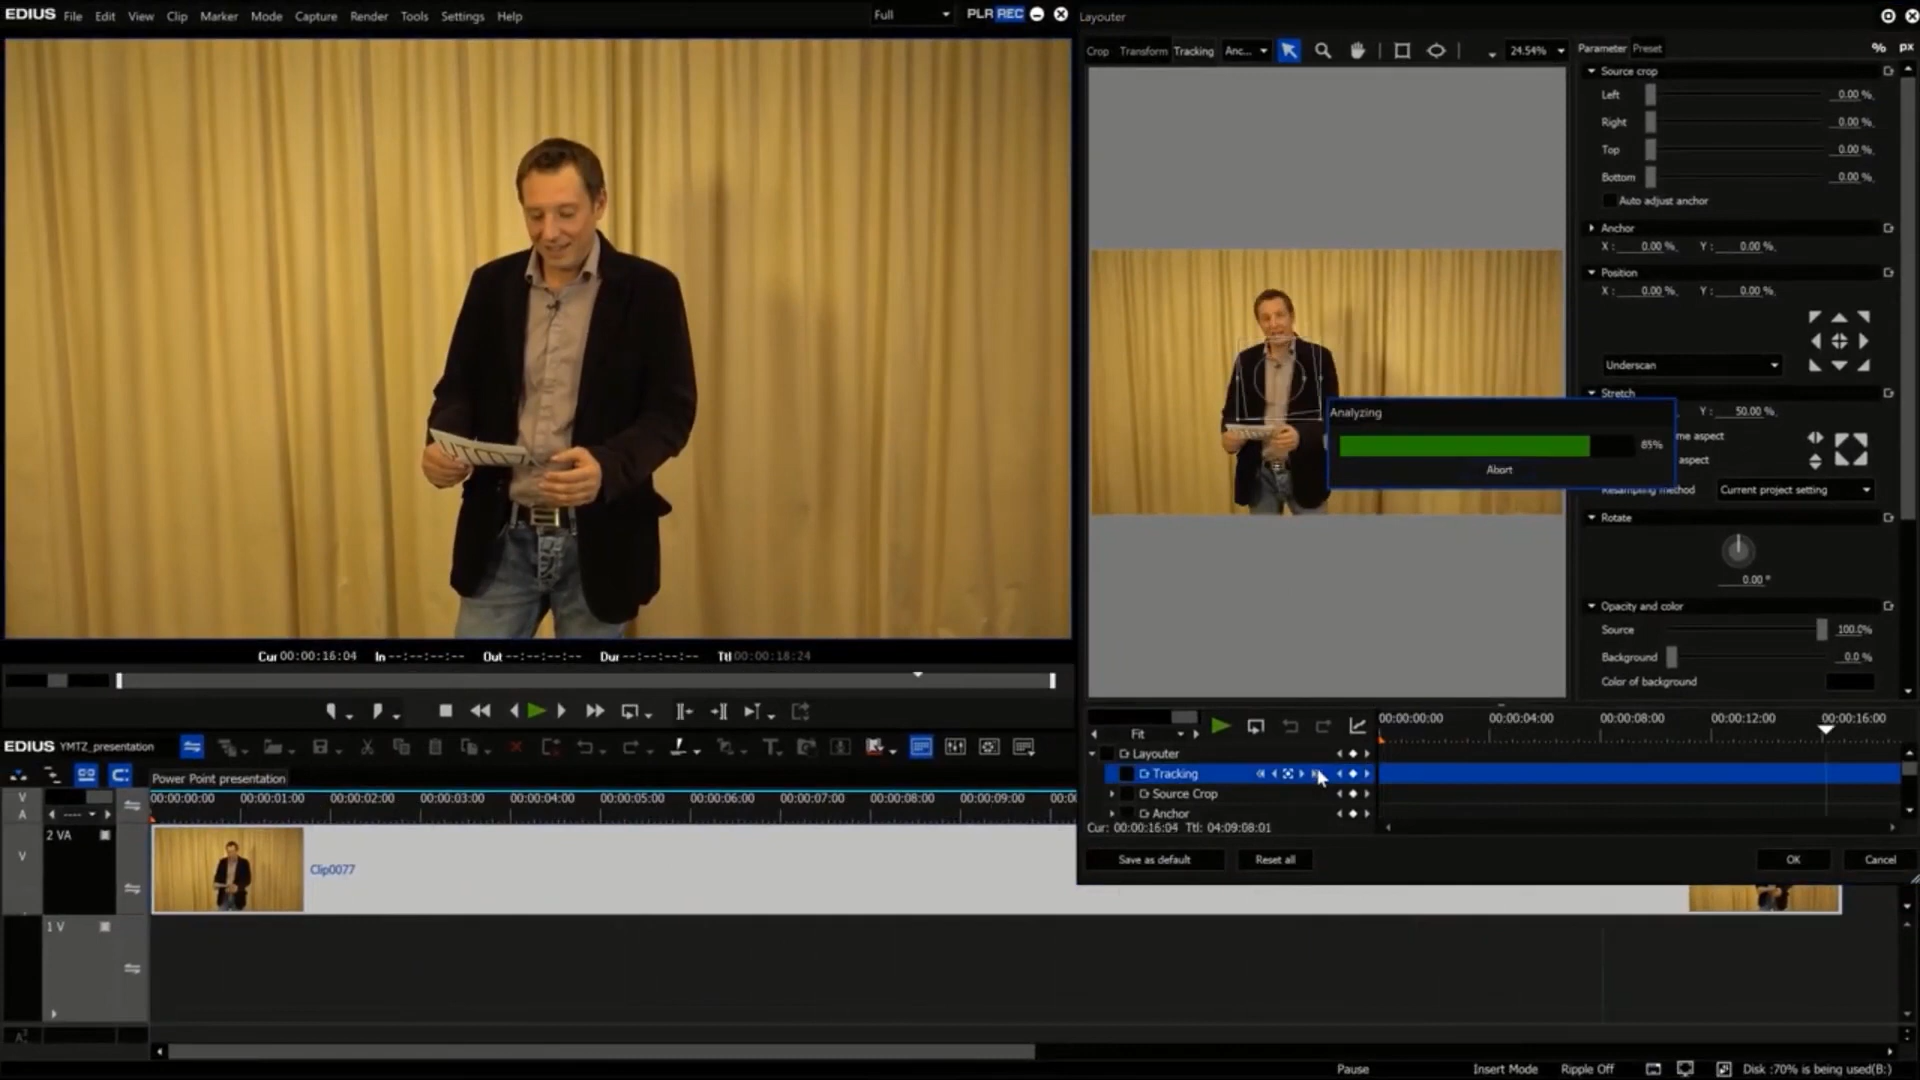 EDIUS File Edit View Clip Marker Mode Capture Render Tools Settings Help Full PLR REC
Layouter
Crop Transform Tracking Anc... 24.54% Parameter Preset % px
Source crop
Left 0.00 %
Right 0.00 %
Top 0.00 %
Bottom 0.00 %
Auto adjust anchor
Anchor
X : 0.00 % Y : 0.00 %
Position
X : 0.00 % Y : 0.00 %
Underscan
Stretch
Y : 50.00 %
me aspect
aspect
Analyzing
85%
Abort
Resampling method Current project setting
Rotate
0.00 °
Opacity and color
Source 100.0%
Background 0.0 %
Color of background
Cur 00:00:16:04 In --:--:--:-- Out --:--:--:-- Dur --:--:--:-- Ttl 00:00:18:24
Fit 00:00:00:00 00:00:04:00 00:00:08:00 00:00:12:00 00:00:16:00
Layouter
Tracking
Source Crop
Anchor
Cur: 00:00:16:04 Ttl: 04:09:08:01
Save as default Reset all OK Cancel
EDIUS YMTZ_presentation
Power Point presentation
00:00:00:00 00:00:01:00 00:00:02:00 00:00:03:00 00:00:04:00 00:00:05:00 00:00:06:00 00:00:07:00 00:00:08:00 00:00:09:00 00:0
V
A ----
2 VA
V
Clip0077
1 V
Pause Insert Mode Ripple Off Disk :70% is being used(B:)